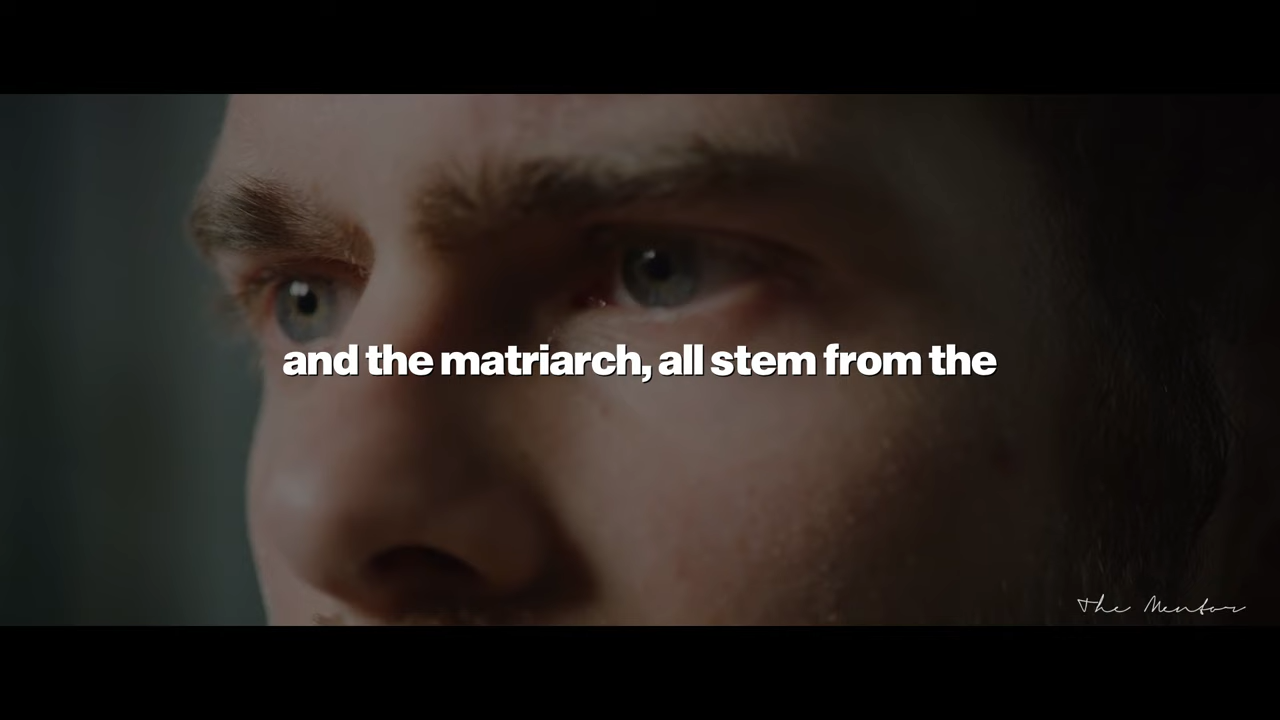 and the matriarch, all stem from the
The Mentor